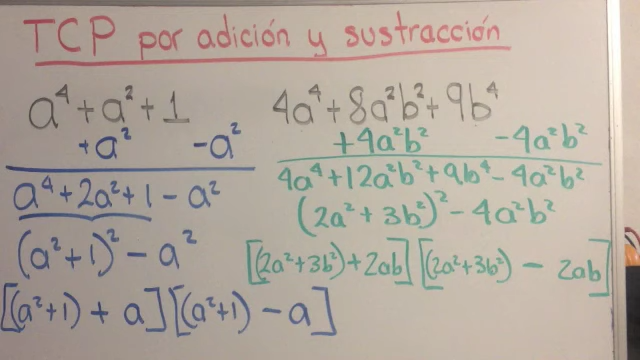 TCP por adición y sustracción
a⁴ + a² + 1
+a² -a²
a⁴ + 2a² + 1 - a²
(a² + 1)² - a²
[(a² + 1) + a][(a² + 1) - a]
4a⁴ + 8a²b² + 9b⁴
+4a²b² -4a²b²
4a⁴ + 12a²b² + 9b⁴ - 4a²b²
(2a² + 3b²)² - 4a²b²
[(2a² + 3b²) + 2ab][(2a² + 3b²) - 2ab]